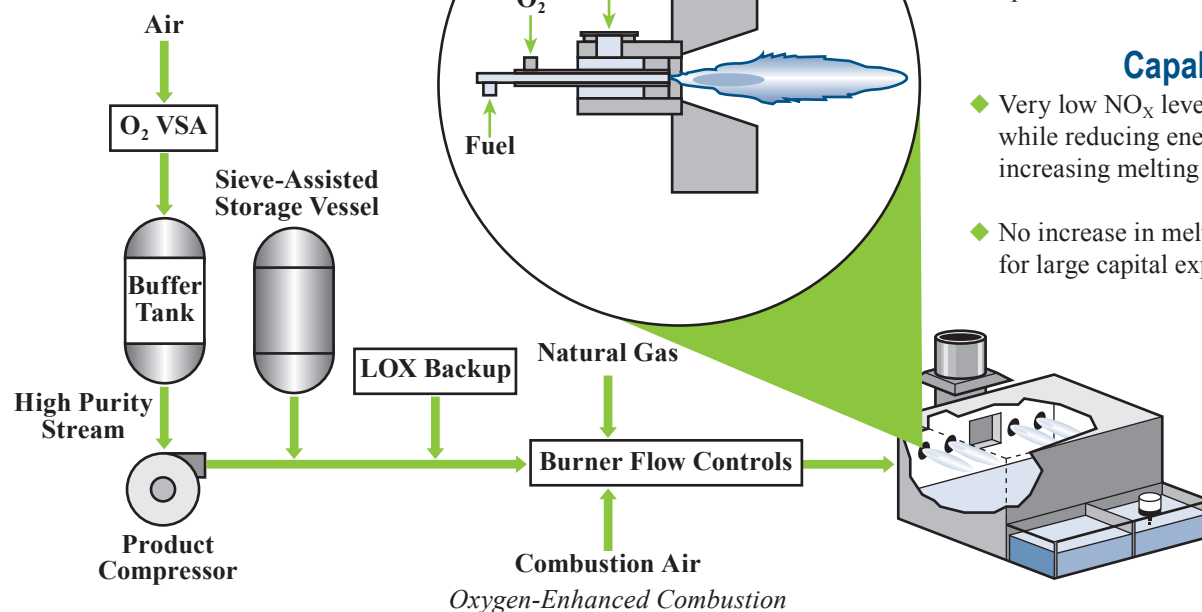 O₂
Air
Capal
Very low NOₓ leve
while reducing ene
O₂ VSA
increasing melting
Fuel
Sieve-Assisted
Storage Vessel
No increase in mel
for large capital exp
Buffer
Tank
Natural Gas
LOX Backup
High Purity
Stream
Burner Flow Controls
Product
Compressor
Combustion Air
Oxygen-Enhanced Combustion